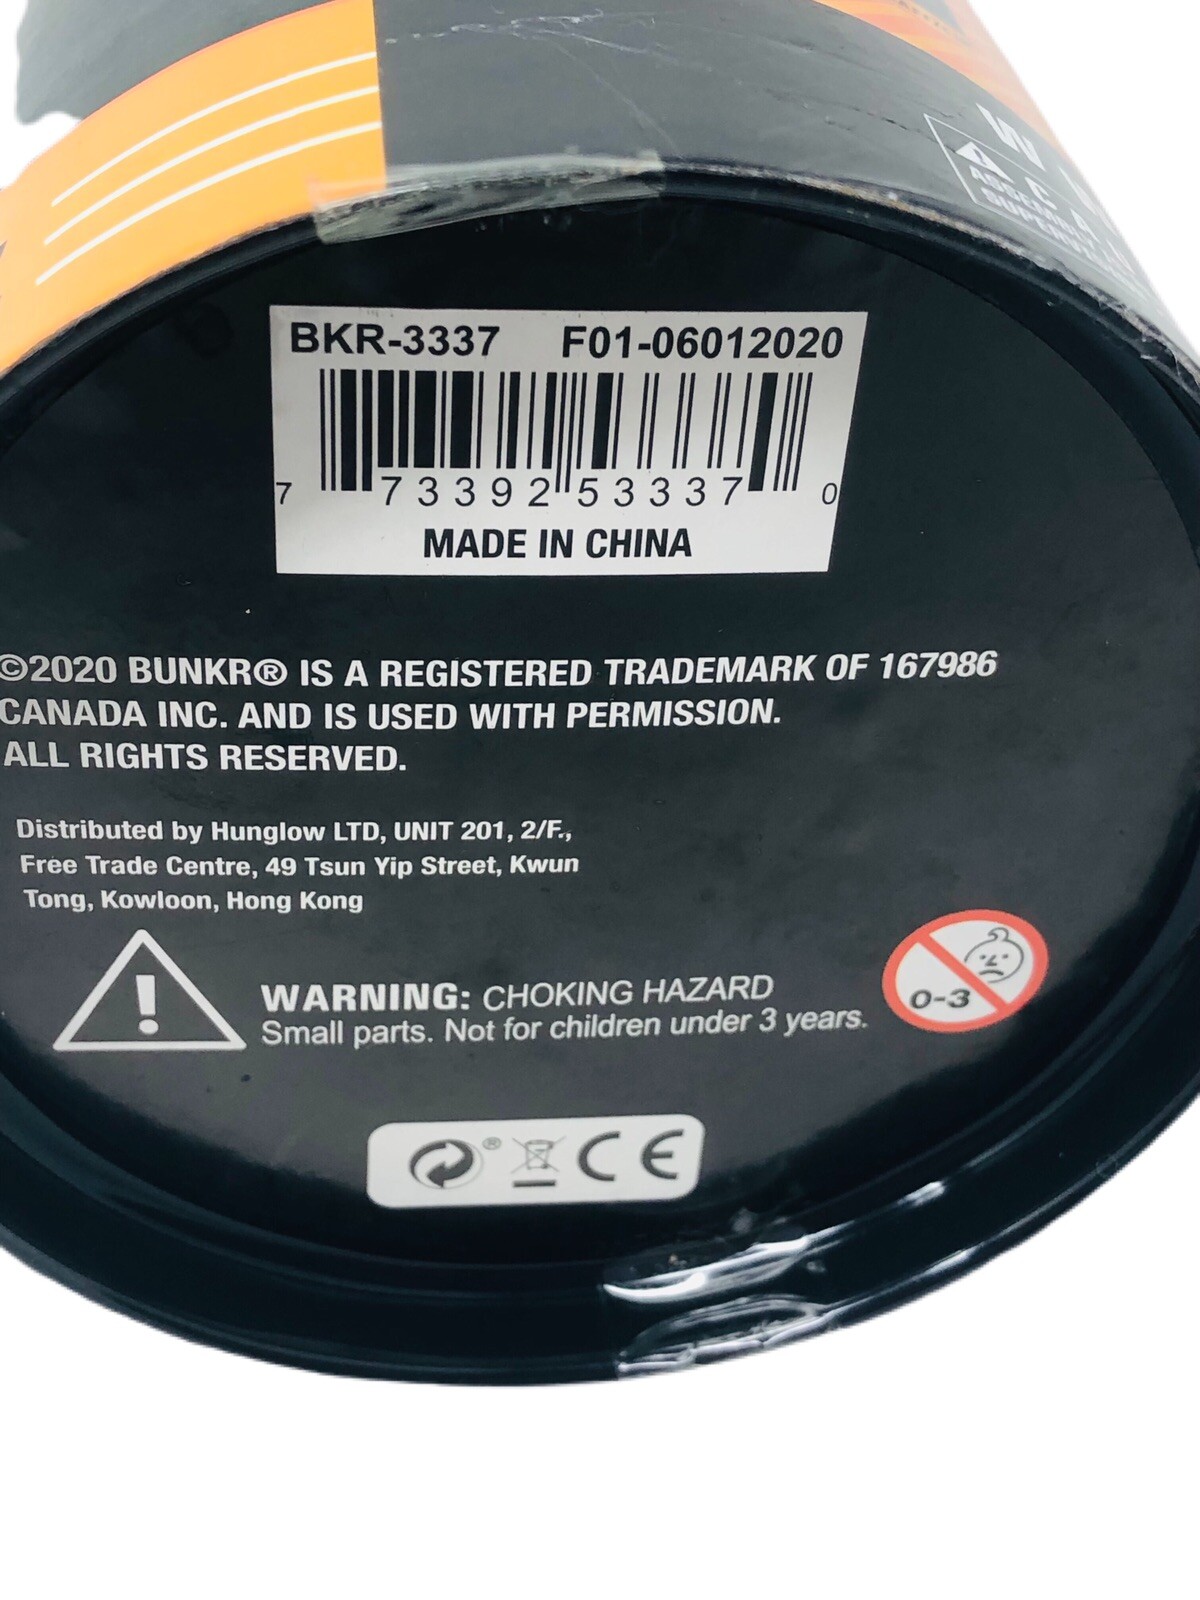 BKR-3337 F01-06012020
7 73392 53337 0
MADE IN CHINA
©2020 BUNKR® IS A REGISTERED TRADEMARK OF 167986
CANADA INC. AND IS USED WITH PERMISSION.
ALL RIGHTS RESERVED.
Distributed by Hunglow LTD, UNIT 201, 2/F.,
Free Trade Centre, 49 Tsun Yip Street, Kwun
Tong, Kowloon, Hong Kong
WARNING: CHOKING HAZARD
Small parts. Not for children under 3 years.
0-3
® CE